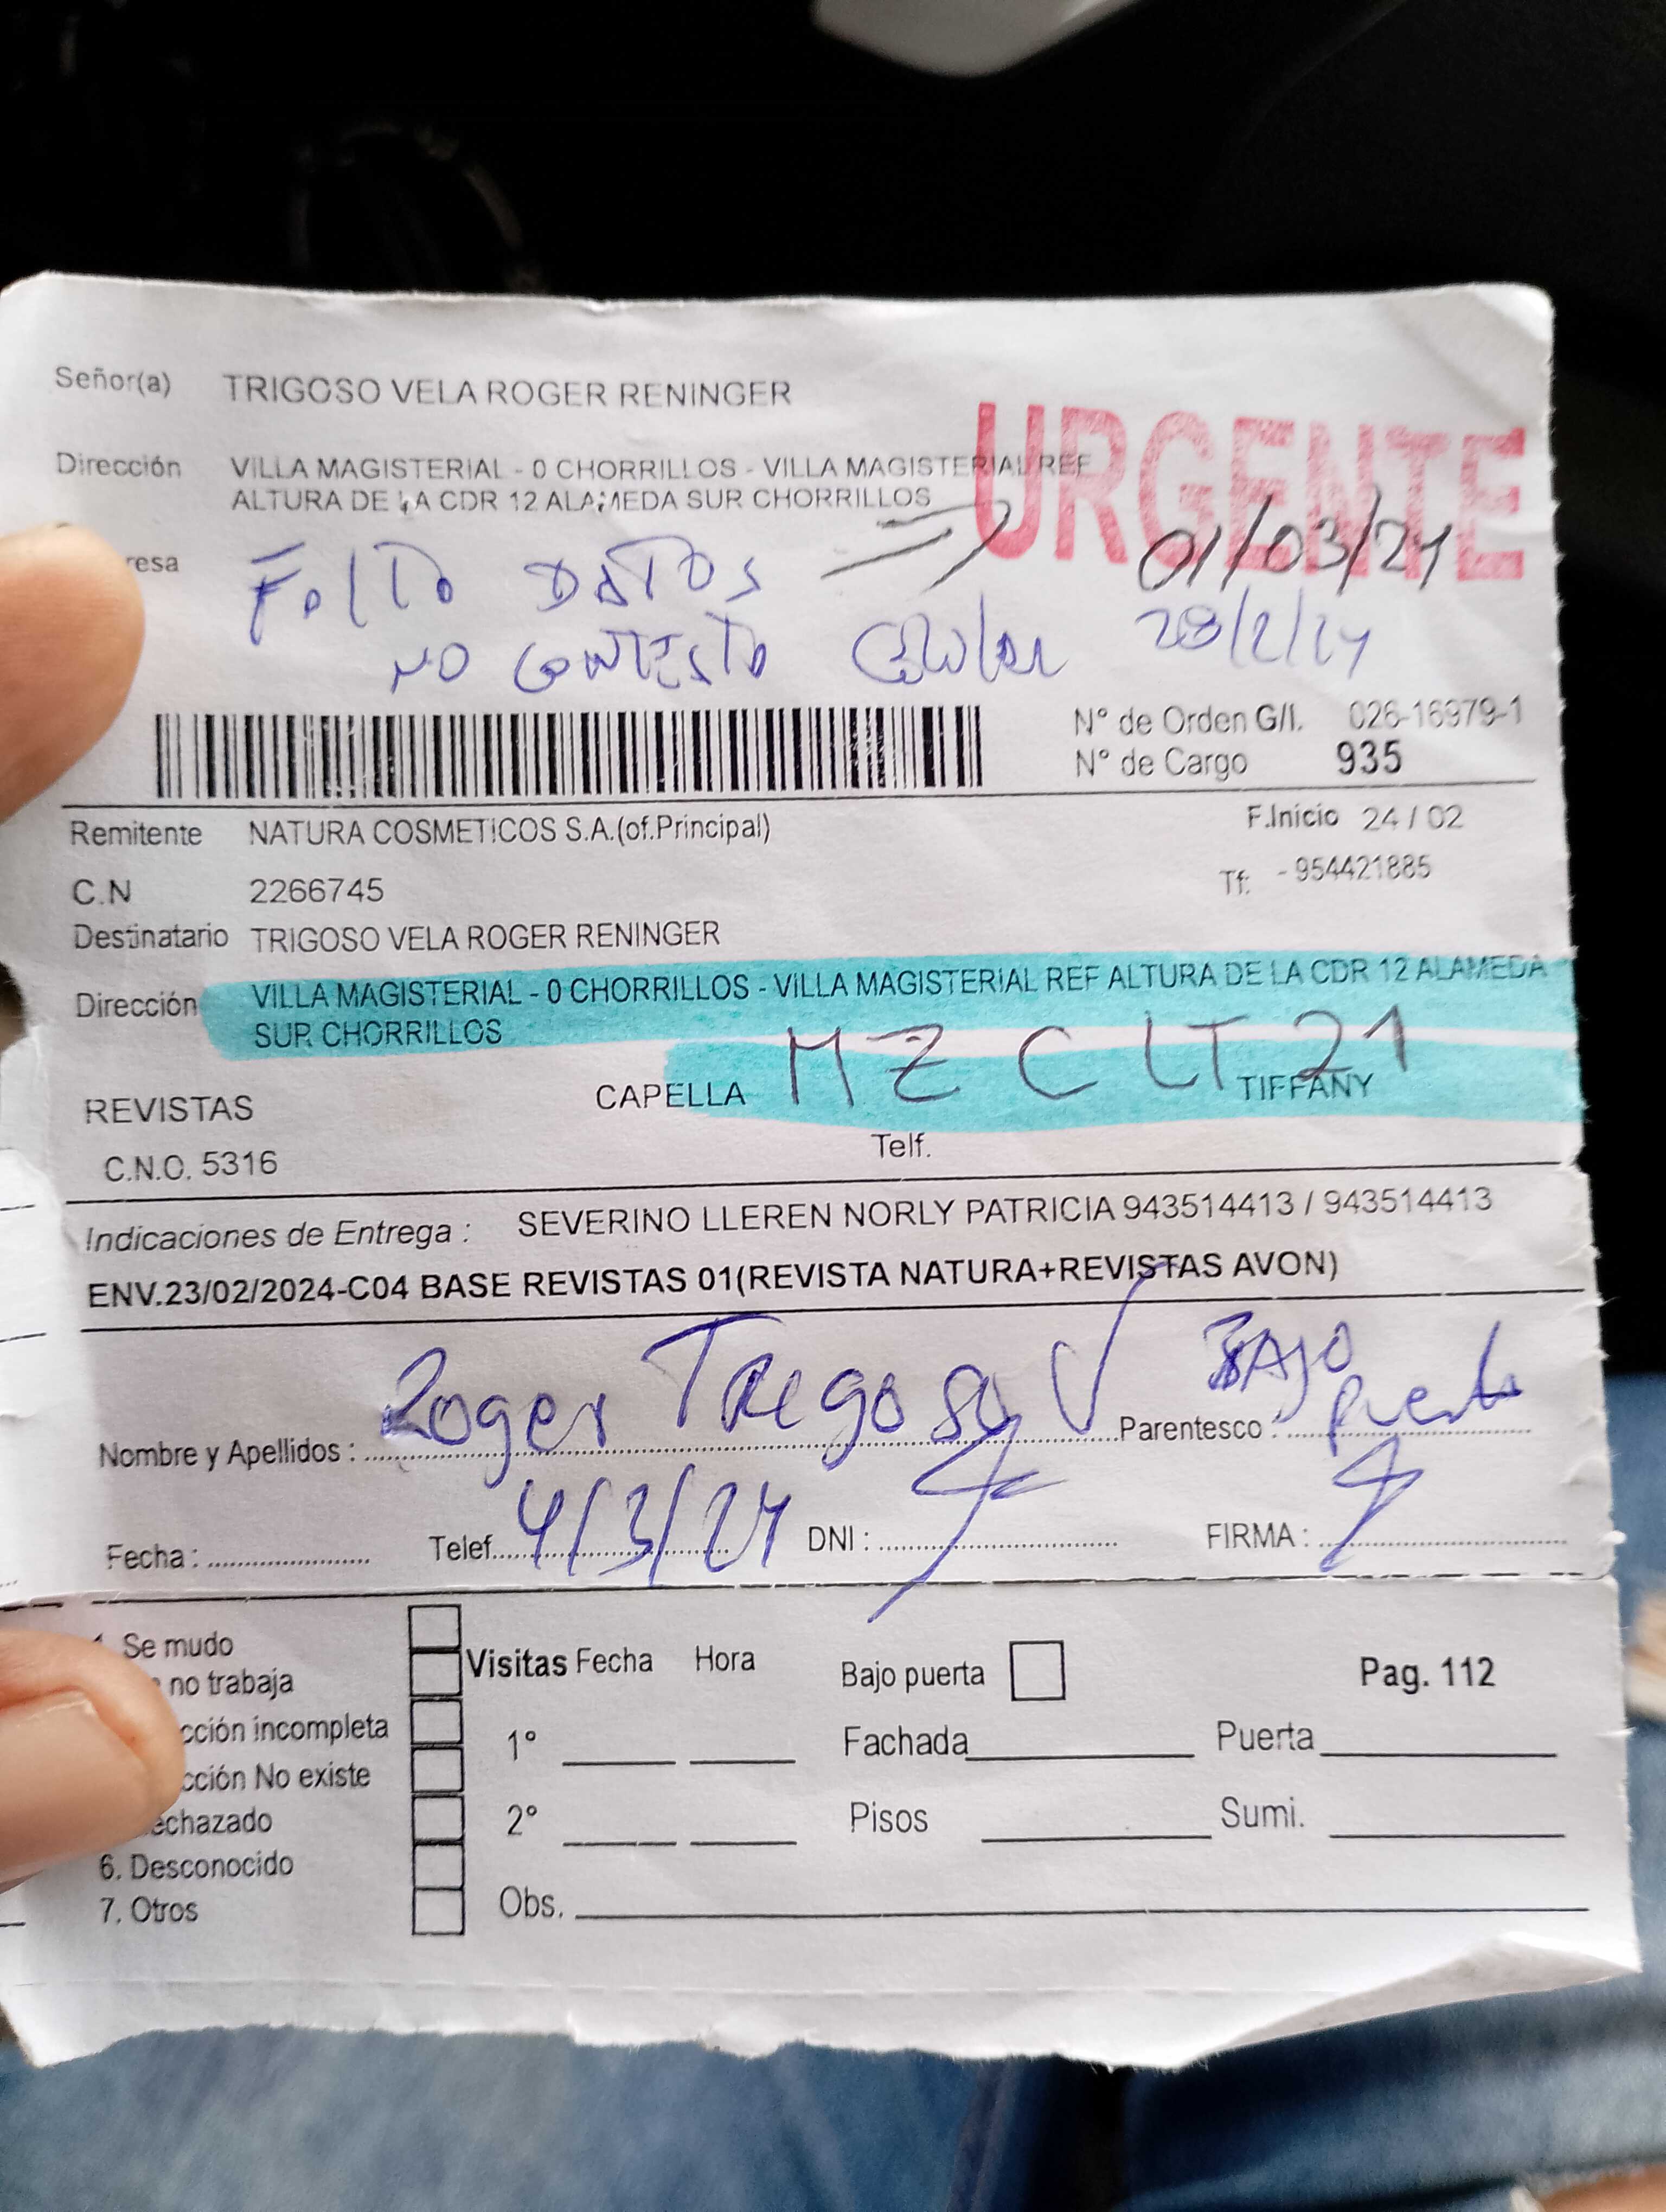 Señor(a) TRIGOSO VELA ROGER RENINGER
Dirección VILLA MAGISTERIAL - 0 CHORRILLOS - VILLA MAGISTERIAL REF
ALTURA DE LA CDR 12 ALAMEDA SUR CHORRILLOS
URGENTE
resa FALTO DATOS 01/03/24
NO CONTESTO Celular 28/2/24
N° de Orden G/I. 026-16979-1
N° de Cargo 935
Remitente NATURA COSMETICOS S.A.(of.Principal) F.Inicio 24 / 02
C.N 2266745 Tf: - 954421885
Destinatario TRIGOSO VELA ROGER RENINGER
Dirección VILLA MAGISTERIAL - 0 CHORRILLOS - VILLA MAGISTERIAL REF ALTURA DE LA CDR 12 ALAMEDA
SUR CHORRILLOS
MZ C LT 21
REVISTAS CAPELLA TIFFANY
C.N.O. 5316 Telf.
Indicaciones de Entrega : SEVERINO LLEREN NORLY PATRICIA 943514413 / 943514413
ENV.23/02/2024-C04 BASE REVISTAS 01(REVISTA NATURA+REVISTAS AVON)
Nombre y Apellidos : Roger Tregoso V Parentesco : BAJO
Puerta
Fecha : Telef. 4/3/24 DNI : FIRMA :
Se mudo
no trabaja Visitas Fecha Hora Bajo puerta Pag. 112
cción incompleta 1° Fachada Puerta
cción No existe
echazado 2° Pisos Sumi.
6. Desconocido
7. Otros Obs.